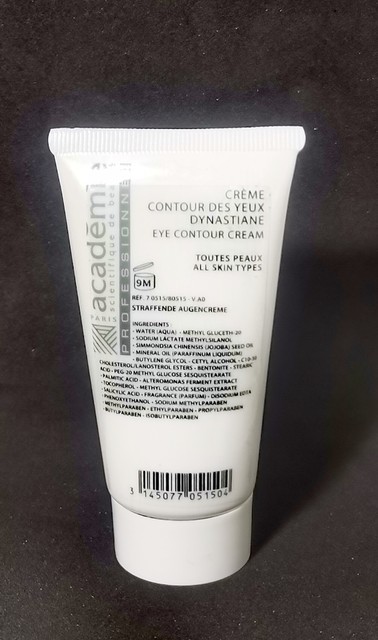 académie
scientifique de beauté
PARIS
PROFESSIONNEL
CRÈME
CONTOUR DES YEUX
DYNASTIANE
EYE CONTOUR CREAM
TOUTES PEAUX
ALL SKIN TYPES
9M
REF. 7 0515/80515 - V.A0
STRAFFENDE AUGENCREME
INGREDIENTS :
- WATER (AQUA) - METHYL GLUCETH-20
- SODIUM LACTATE METHYLSILANOL
- SIMMONDSIA CHINENSIS (JOJOBA) SEED OIL
- MINERAL OIL (PARAFFINUM LIQUIDUM)
- BUTYLENE GLYCOL - CETYL ALCOHOL - C10-30
CHOLESTEROL/LANOSTEROL ESTERS - BENTONITE - STEARIC
ACID - PEG-20 METHYL GLUCOSE SESQUISTEARATE
- PALMITIC ACID - ALTEROMONAS FERMENT EXTRACT
- TOCOPHEROL - METHYL GLUCOSE SESQUISTEARATE
- SALICYLIC ACID - FRAGRANCE (PARFUM) - DISODIUM EDTA
- PHENOXYETHANOL - SODIUM METHYLPARABEN
- METHYLPARABEN - ETHYLPARABEN - PROPYLPARABEN
- BUTYLPARABEN - ISOBUTYLPARABEN
3 145077 051504